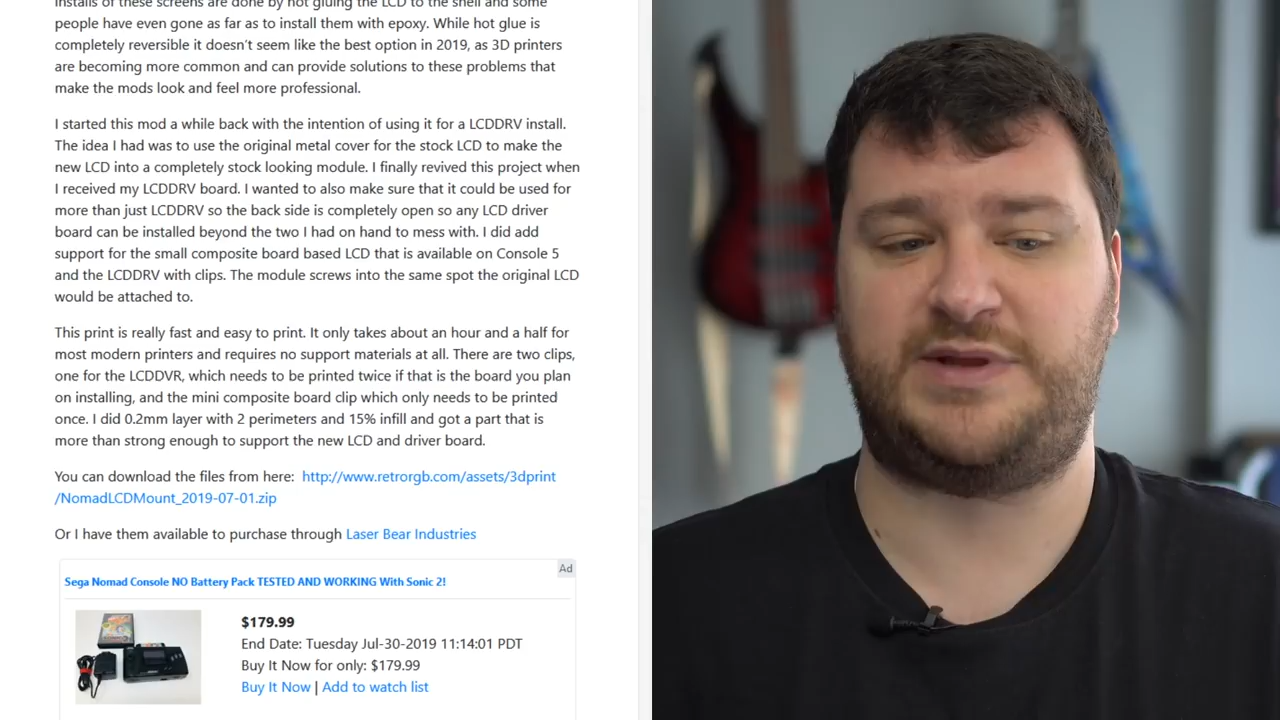 installs of these screens are done by hot gluing the LCD to the shell and some
people have even gone as far as to install them with epoxy. While hot glue is
completely reversible it doesn't seem like the best option in 2019, as 3D printers
are becoming more common and can provide solutions to these problems that
make the mods look and feel more professional.
I started this mod a while back with the intention of using it for a LCDDRV install.
The idea I had was to use the original metal cover for the stock LCD to make the
new LCD into a completely stock looking module. I finally revived this project when
I received my LCDDRV board. I wanted to also make sure that it could be used for
more than just LCDDRV so the back side is completely open so any LCD driver
board can be installed beyond the two I had on hand to mess with. I did add
support for the small composite board based LCD that is available on Console 5
and the LCDDRV with clips. The module screws into the same spot the original LCD
would be attached to.
This print is really fast and easy to print. It only takes about an hour and a half for
most modern printers and requires no support materials at all. There are two clips,
one for the LCDDVR, which needs to be printed twice if that is the board you plan
on installing, and the mini composite board clip which only needs to be printed
once. I did 0.2mm layer with 2 perimeters and 15% infill and got a part that is
more than strong enough to support the new LCD and driver board.
You can download the files from here: http://www.retrorgb.com/assets/3dprint
/NomadLCDMount_2019-07-01.zip
Or I have them available to purchase through Laser Bear Industries
Ad
Sega Nomad Console NO Battery Pack TESTED AND WORKING With Sonic 2!
$179.99
End Date: Tuesday Jul-30-2019 11:14:01 PDT
Buy It Now for only: $179.99
Buy It Now | Add to watch list